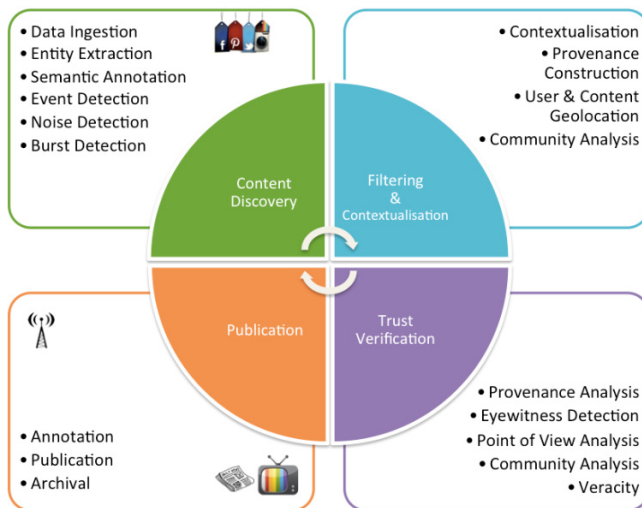 • Data Ingestion
• Entity Extraction
• Semantic Annotation
• Event Detection
• Noise Detection
• Burst Detection
• Contextualisation
• Provenance
Construction
• User & Content
Geolocation
• Community Analysis
Content
Discovery
Filtering
&
Contextualisation
Publication
Trust
Verification
• Annotation
• Publication
• Archival
• Provenance Analysis
• Eyewitness Detection
• Point of View Analysis
• Community Analysis
• Veracity